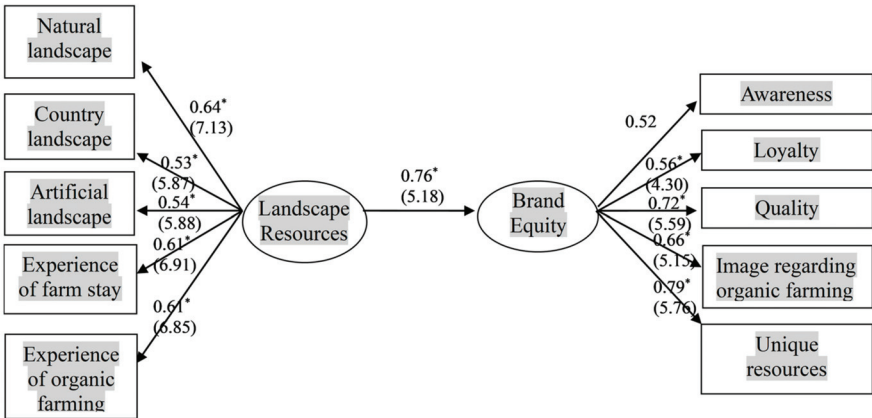 Natural
landscape
Country
landscape
Artificial
landscape
Experience
of farm stay
Experience
of organic
farming
0.64*
(7.13)
0.53*
(5.87)
0.54*
(5.88)
0.61*
(6.91)
0.61*
(6.85)
Landscape
Resources
0.76*
(5.18)
Brand
Equity
0.52
0.56*
(4.30)
0.72*
(5.59)
0.66*
(5.15)
0.79*
(5.76)
Awareness
Loyalty
Quality
Image regarding
organic farming
Unique
resources